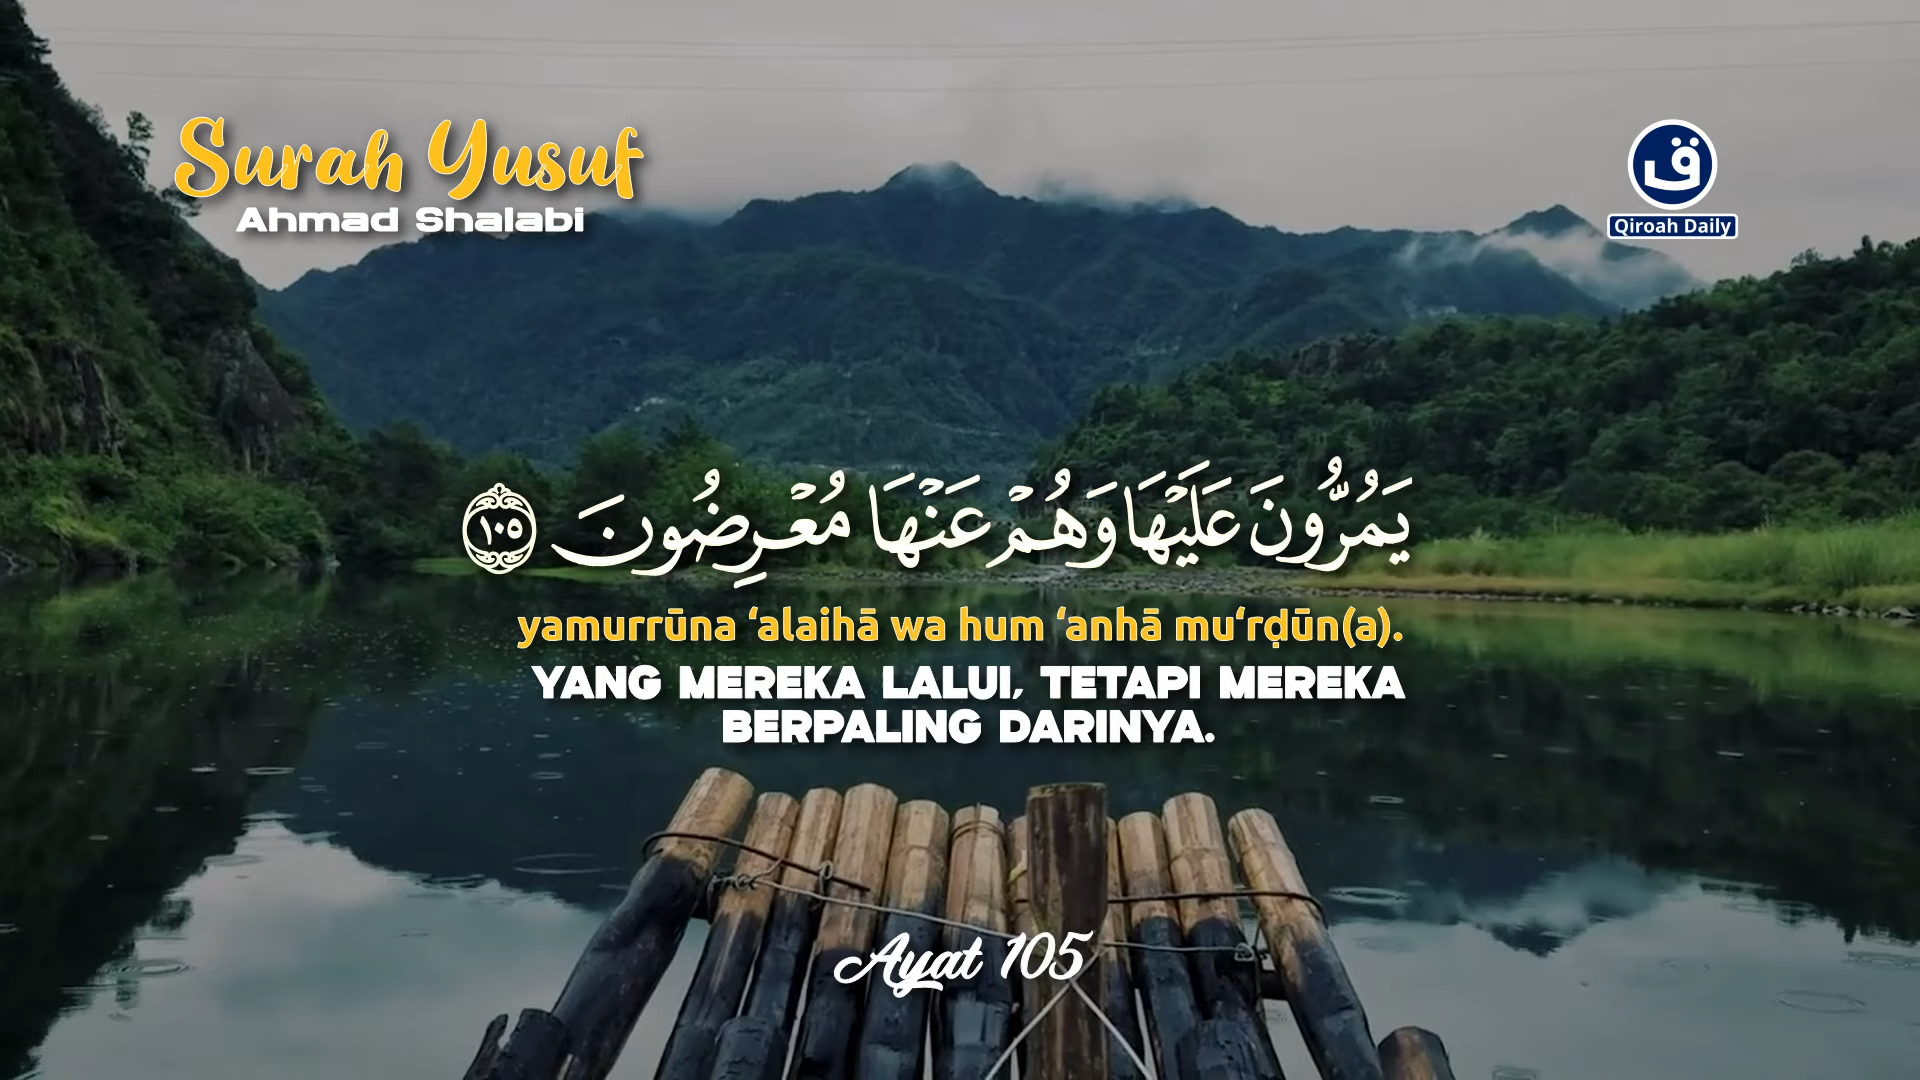 Surah Yusuf
Ahmad Shalabi
ق
Qiroah Daily
يَمُرُّونَ عَلَيْهَا وَهُمْ عَنْهَا مُعْرِضُونَ ١٠٥
yamurrūna ‘alaihā wa hum ‘anhā mu‘rḍūn(a).
YANG MEREKA LALUI, TETAPI MEREKA
BERPALING DARINYA.
Ayat 105